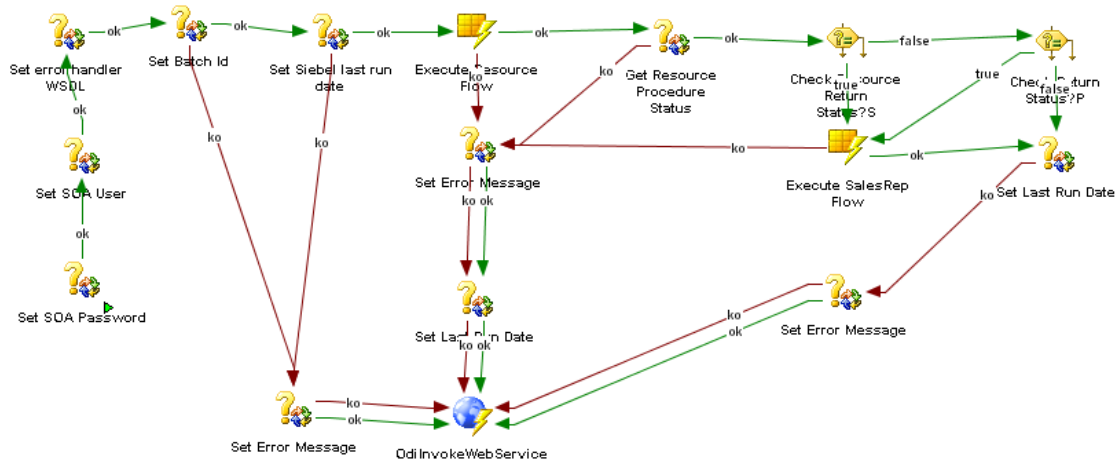 ok
ok
ok
ok
ok
false
Set error handler
WSDL
Set Batch Id
Set Siebel last run
date
Execute Resource
Flow
Get Resource
Procedure
Status
Check Resource
Return
Status?S
Check Return
Status?P
ko
ko
true
true
false
ok
ko
ko
ko
ok
Set SOA User
Set Error Message
Execute SalesRep
Flow
Set Last Run Date
ok
ko
ok
ko
Set SOA Password
Set Last Run Date
Set Error Message
ko
ok
ko
ok
ko
ok
Set Error Message
OdiInvokeWebService